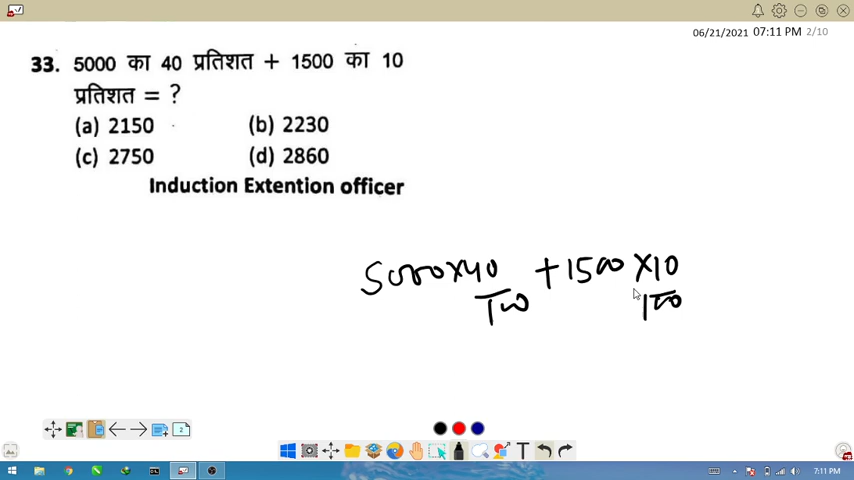 06/21/2021 07:11 PM 2/10
33. 5000 का 40 प्रतिशत + 1500 का 10
प्रतिशत = ?
(a) 2150 (b) 2230
(c) 2750 (d) 2860
Induction Extention officer
5000×40 + 1500 ×10
100 100
2
T
7:11 PM